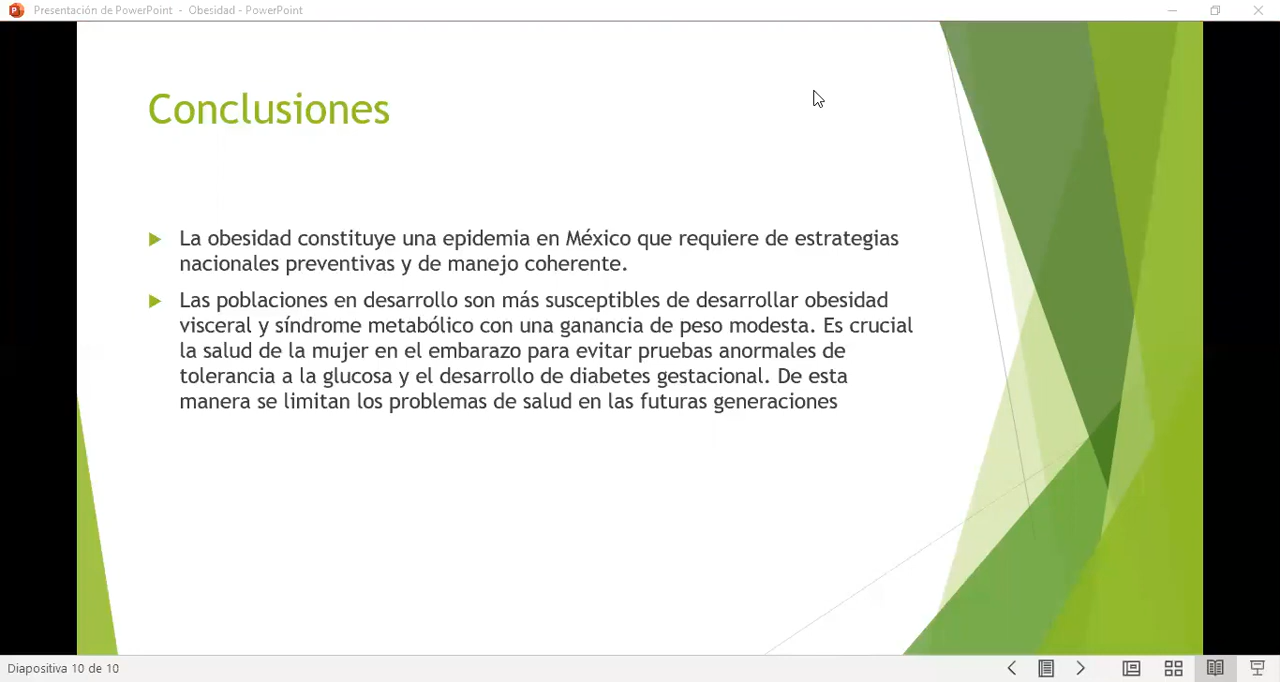 Presentación de PowerPoint - Obesidad - PowerPoint
Conclusiones
La obesidad constituye una epidemia en México que requiere de estrategias
nacionales preventivas y de manejo coherente.
Las poblaciones en desarrollo son más susceptibles de desarrollar obesidad
visceral y síndrome metabólico con una ganancia de peso modesta. Es crucial
la salud de la mujer en el embarazo para evitar pruebas anormales de
tolerancia a la glucosa y el desarrollo de diabetes gestacional. De esta
manera se limitan los problemas de salud en las futuras generaciones
Diapositiva 10 de 10